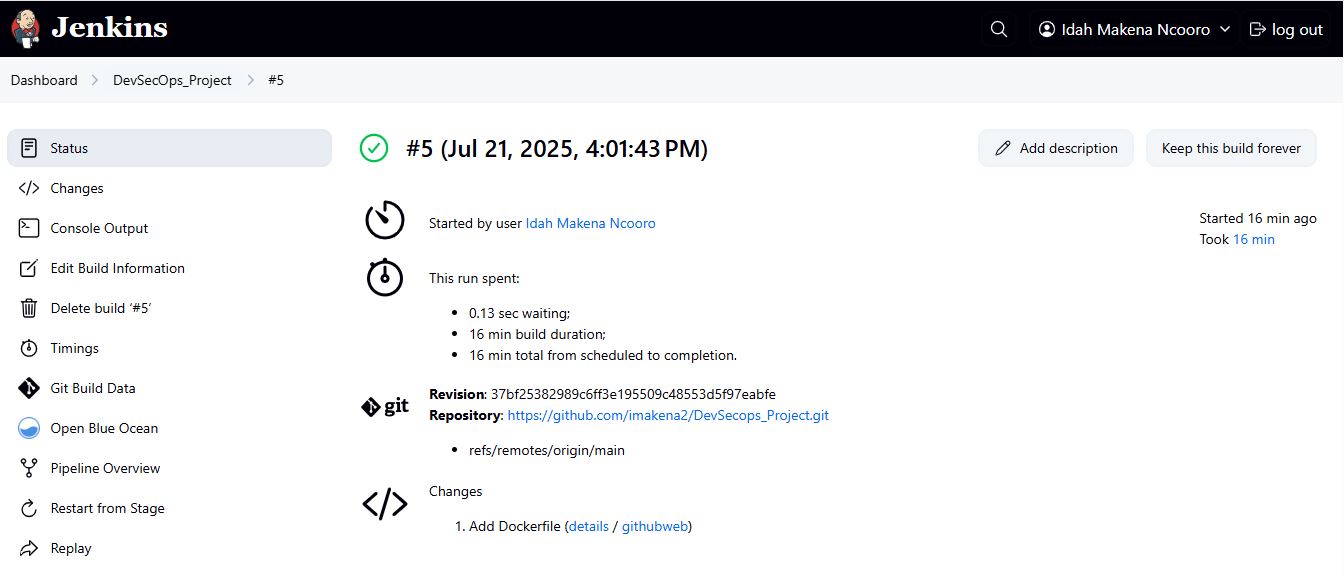 Jenkins
Idah Makena Ncooro
log out
Dashboard
DevSecOps_Project
#5
Status
Changes
Console Output
Edit Build Information
Delete build ‘#5’
Timings
Git Build Data
Open Blue Ocean
Pipeline Overview
Restart from Stage
Replay
#5 (Jul 21, 2025, 4:01:43 PM)
Add description
Keep this build forever
Started by user Idah Makena Ncooro
Started 16 min ago
Took 16 min
This run spent:
0.13 sec waiting;
16 min build duration;
16 min total from scheduled to completion.
git
Revision: 37bf25382989c6ff3e195509c48553d5f97eabfe
Repository: https://github.com/imakena2/DevSecops_Project.git
refs/remotes/origin/main
Changes
1. Add Dockerfile (details / githubweb)